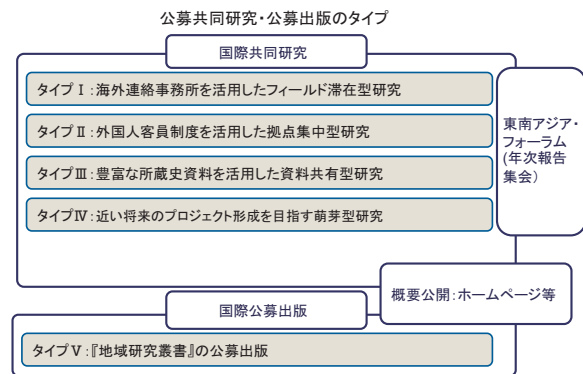 公募共同研究・公募出版のタイプ
国際共同研究
タイプⅠ：海外連絡事務所を活用したフィールド滞在型研究
タイプⅡ：外国人客員制度を活用した拠点集中型研究
タイプⅢ：豊富な所蔵史資料を活用した資料共有型研究
タイプⅣ：近い将来のプロジェクト形成を目指す萌芽型研究
東南アジア・
フォーラム
(年次報告
集会)
概要公開：ホームページ等
国際公募出版
タイプⅤ：『地域研究叢書』の公募出版